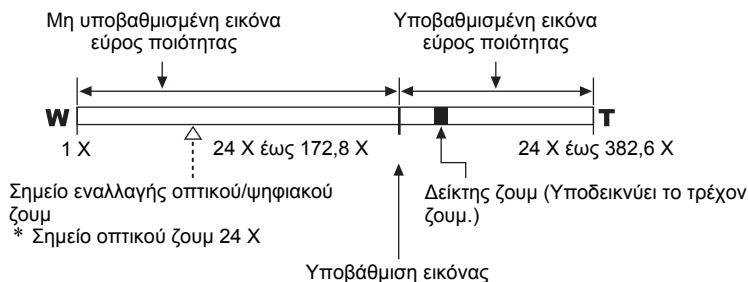 Μη υποβαθμισμένη εικόνα
εύρος ποιότητας
Υποβαθμισμένη εικόνα
εύρος ποιότητας
W
T
1 X
24 X έως 172,8 X
24 X έως 382,6 X
Σημείο εναλλαγής οπτικού/ψηφιακού
ζουμ
* Σημείο οπτικού ζουμ 24 X
Δείκτης ζουμ (Υποδεικνύει το τρέχον
ζουμ.)
Υποβάθμιση εικόνας